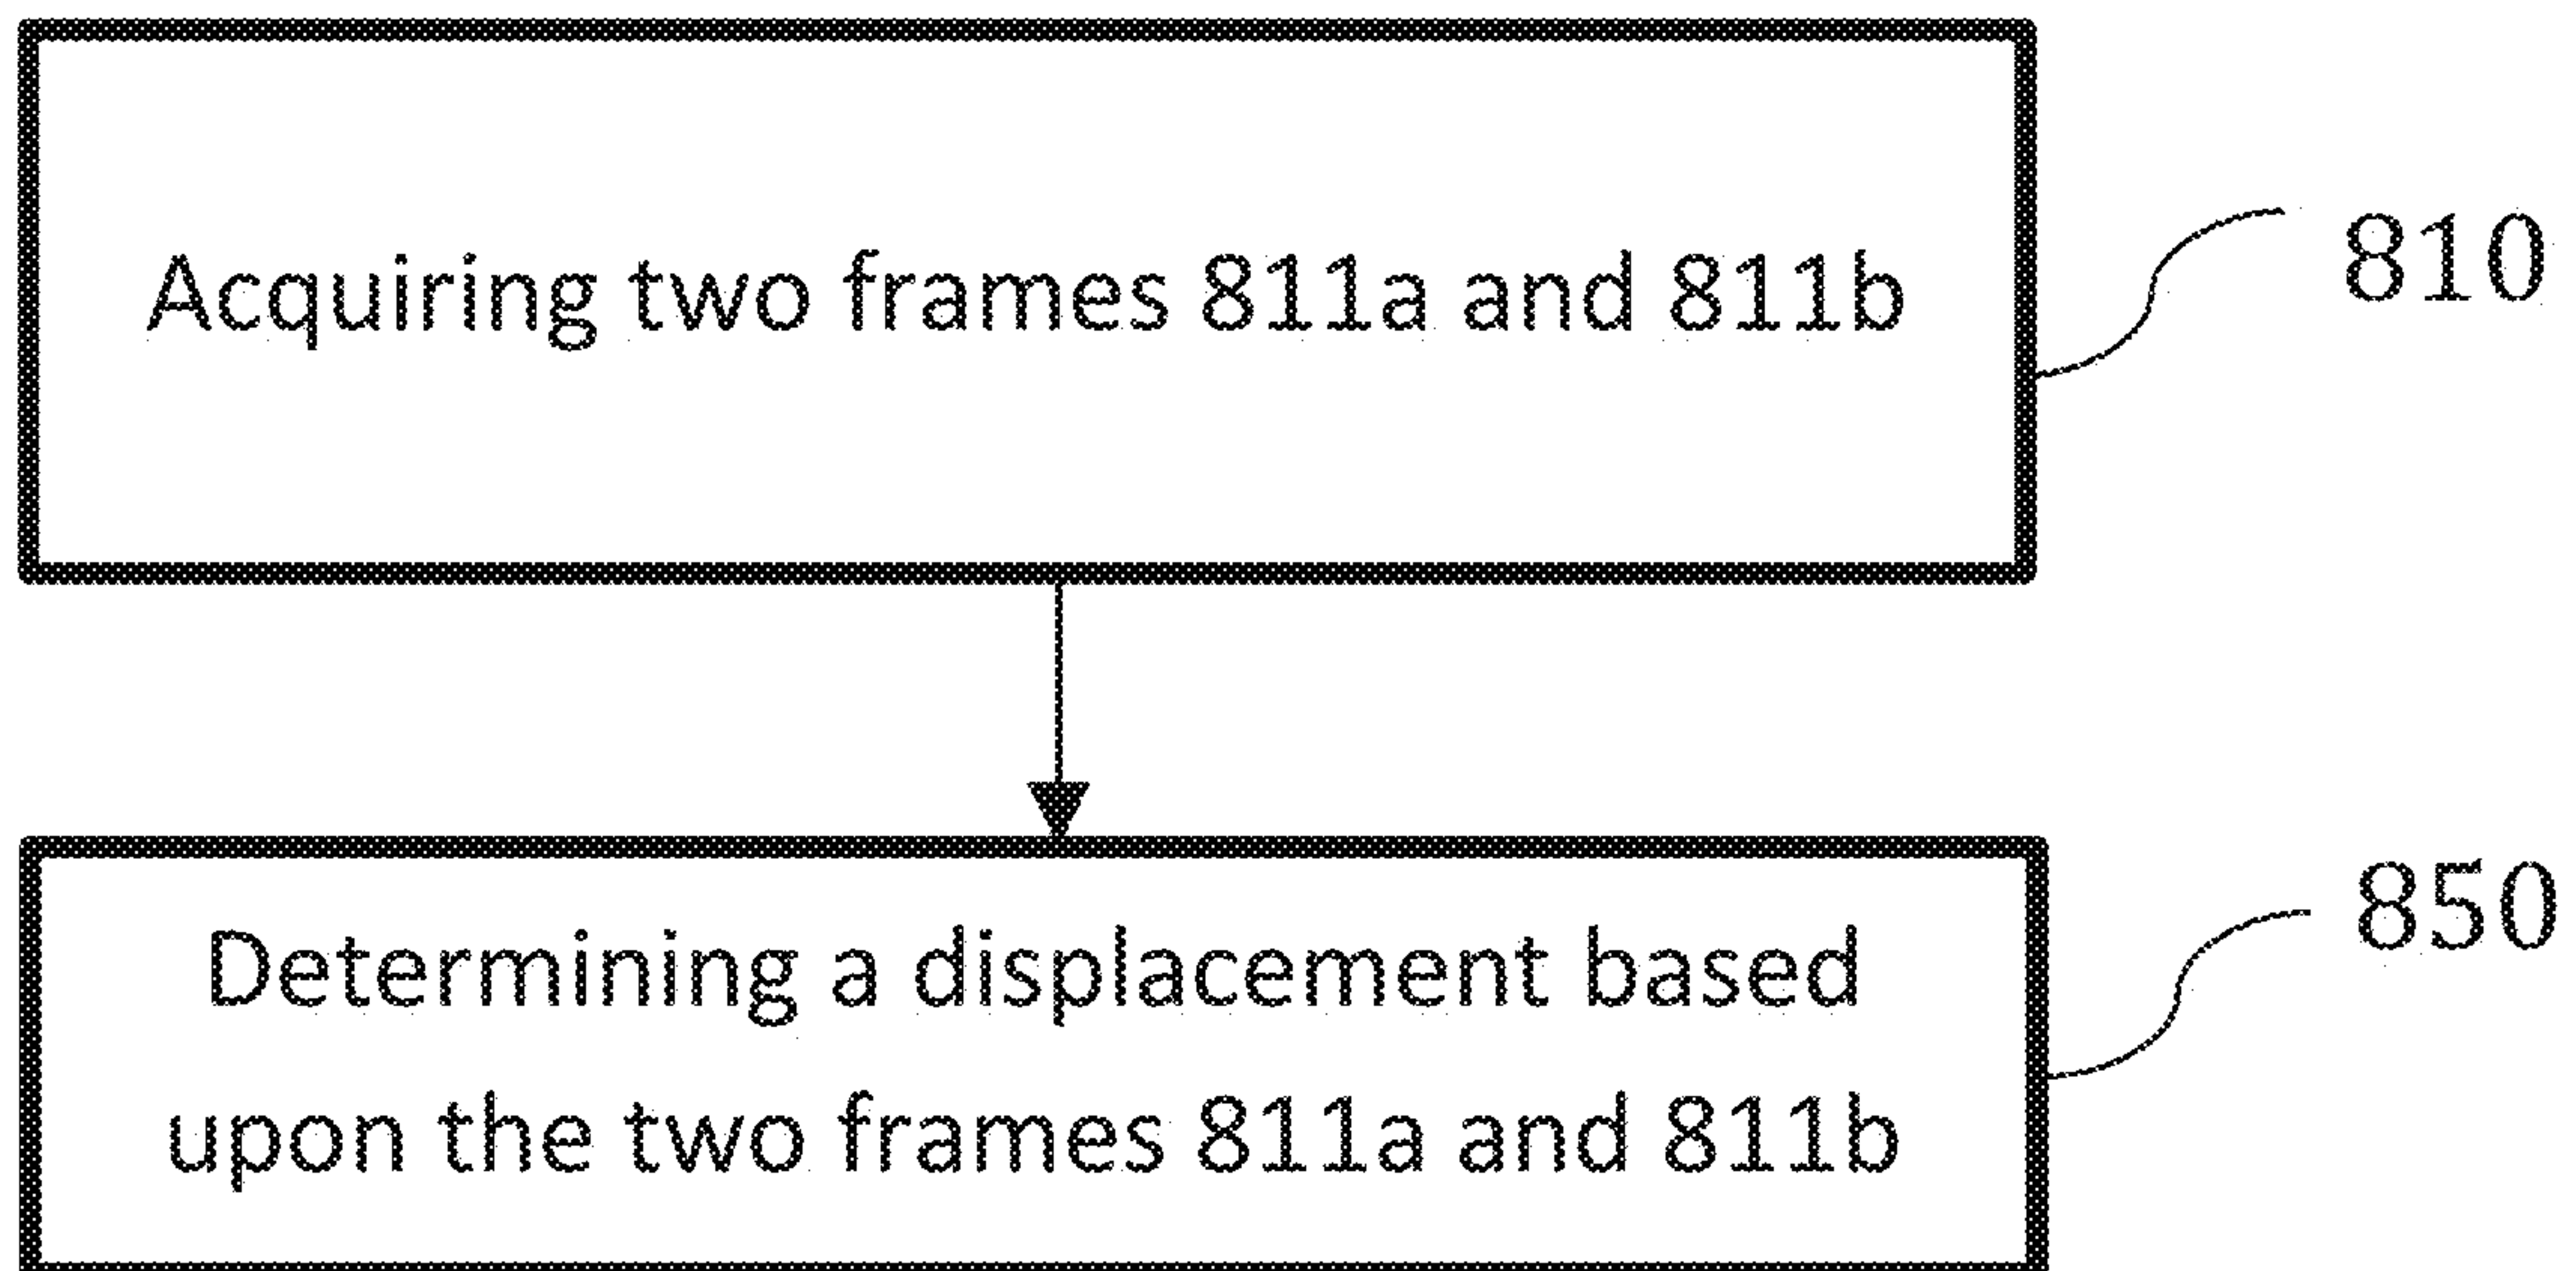 Acquiring two frames 811a and 811b
810
Determining a displacement based
upon the two frames 811a and 811b
850